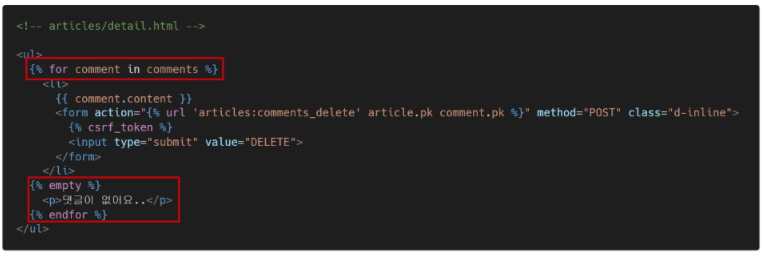 <!-- articles/detail.html -->
<ul>
{% for comment in comments %}
<li>
{{ comment.content }}
<form action="{% url 'articles:comments_delete' article.pk comment.pk %}" method="POST" class="d-inline">
{% csrf_token %}
<input type="submit" value="DELETE">
</form>
</li>
{% empty %}
<p>댓글이 없어요..</p>
{% endfor %}
</ul>